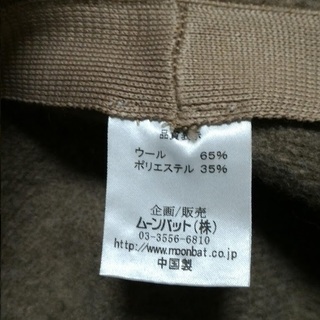 品質表示
ウール 65%
ポリエステル 35%
企画/販売
ムーンバット(株)
03-3556-6810
http://www.moonbat.co.jp
中国製